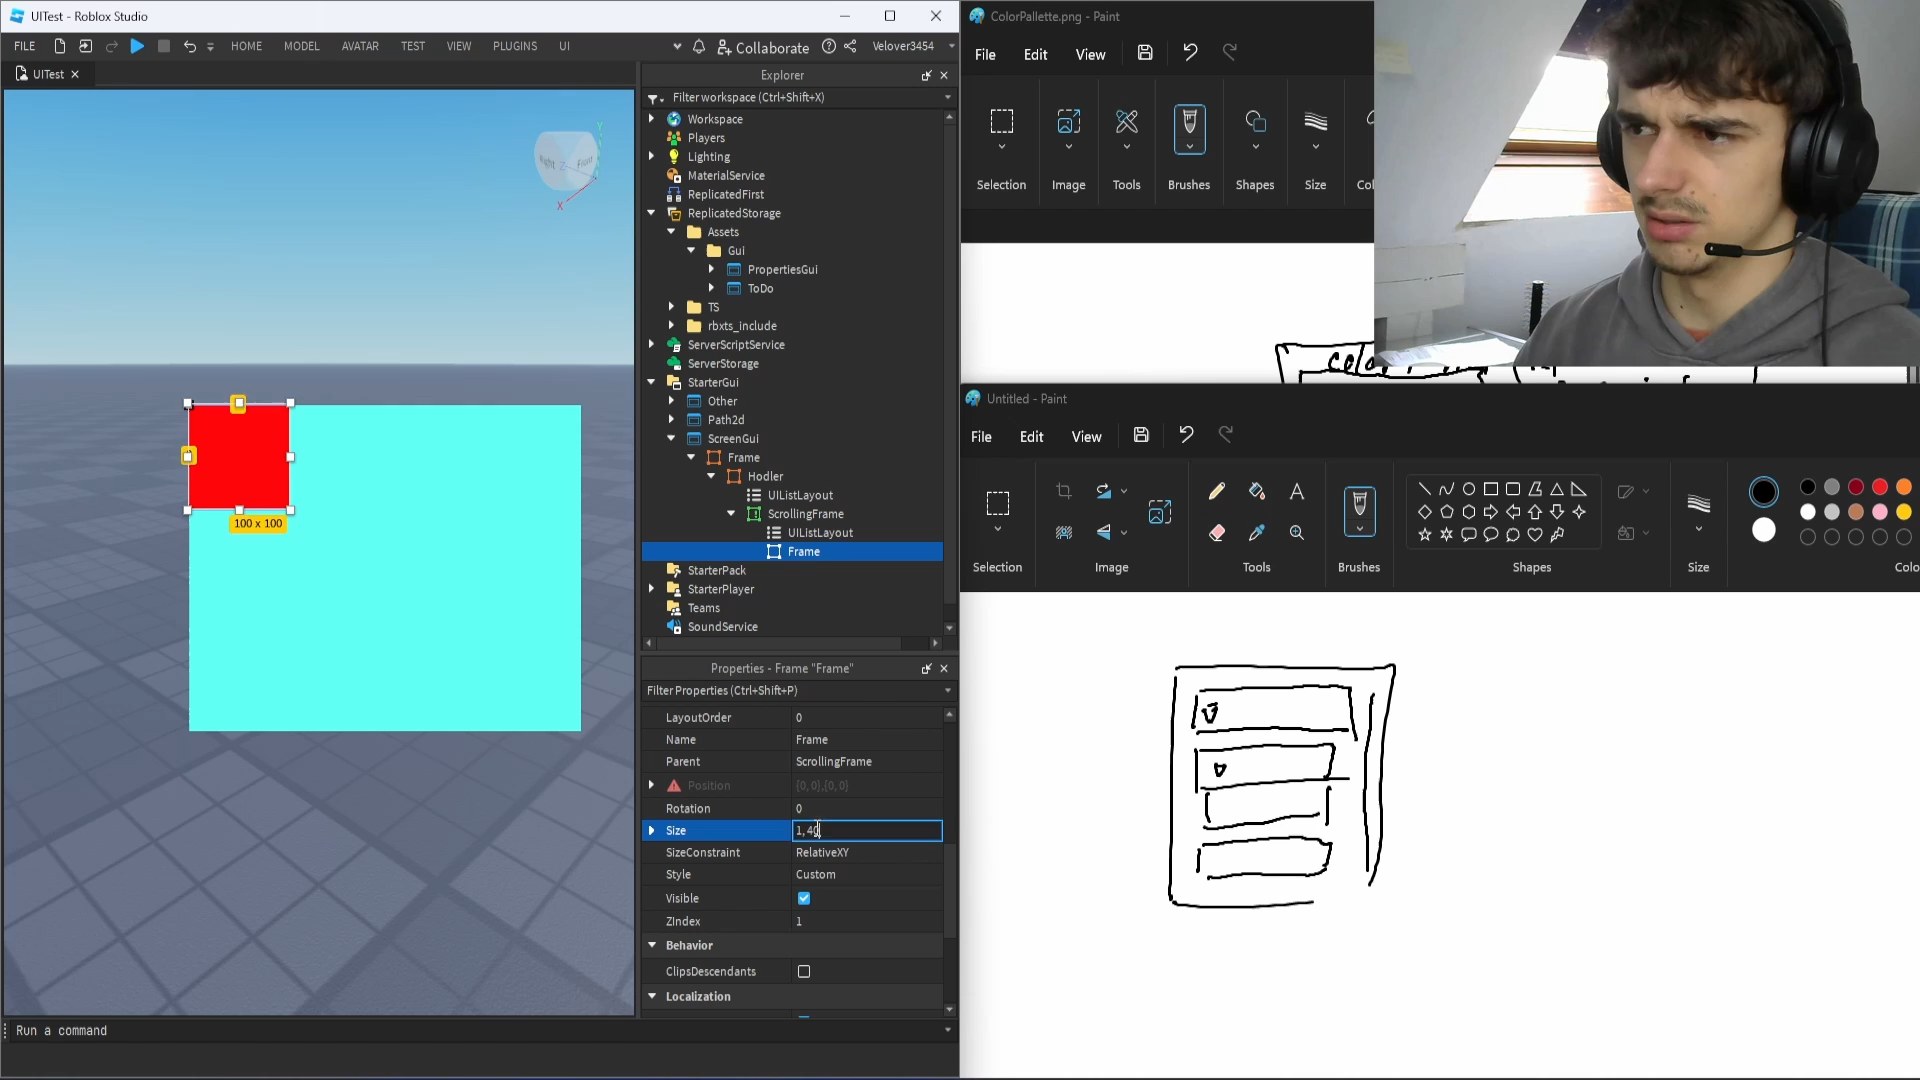 UITest - Roblox Studio
FILE HOME MODEL AVATAR TEST VIEW PLUGINS UI Collaborate Velover3454
UITest
Explorer
Filter workspace (Ctrl+Shift+X)
Workspace
Players
Lighting
MaterialService
ReplicatedFirst
ReplicatedStorage
Assets
Gui
PropertiesGui
ToDo
TS
rbxts_include
ServerScriptService
ServerStorage
StarterGui
Other
Path2d
ScreenGui
Frame
Hodler
UIListLayout
ScrollingFrame
UIListLayout
Frame
StarterPack
StarterPlayer
Teams
SoundService
Right Front
Y
Z
X
100 x 100
Properties - Frame "Frame"
Filter Properties (Ctrl+Shift+P)
LayoutOrder 0
Name Frame
Parent ScrollingFrame
Position {0, 0},{0, 0}
Rotation 0
Size 1, 40
SizeConstraint RelativeXY
Style Custom
Visible
ZIndex 1
Behavior
ClipsDescendants
Localization
Run a command
ColorPallette.png - Paint
File Edit View
Selection Image Tools Brushes Shapes Size Co
Untitled - Paint
File Edit View
Selection Image Tools Brushes Shapes Size Colo